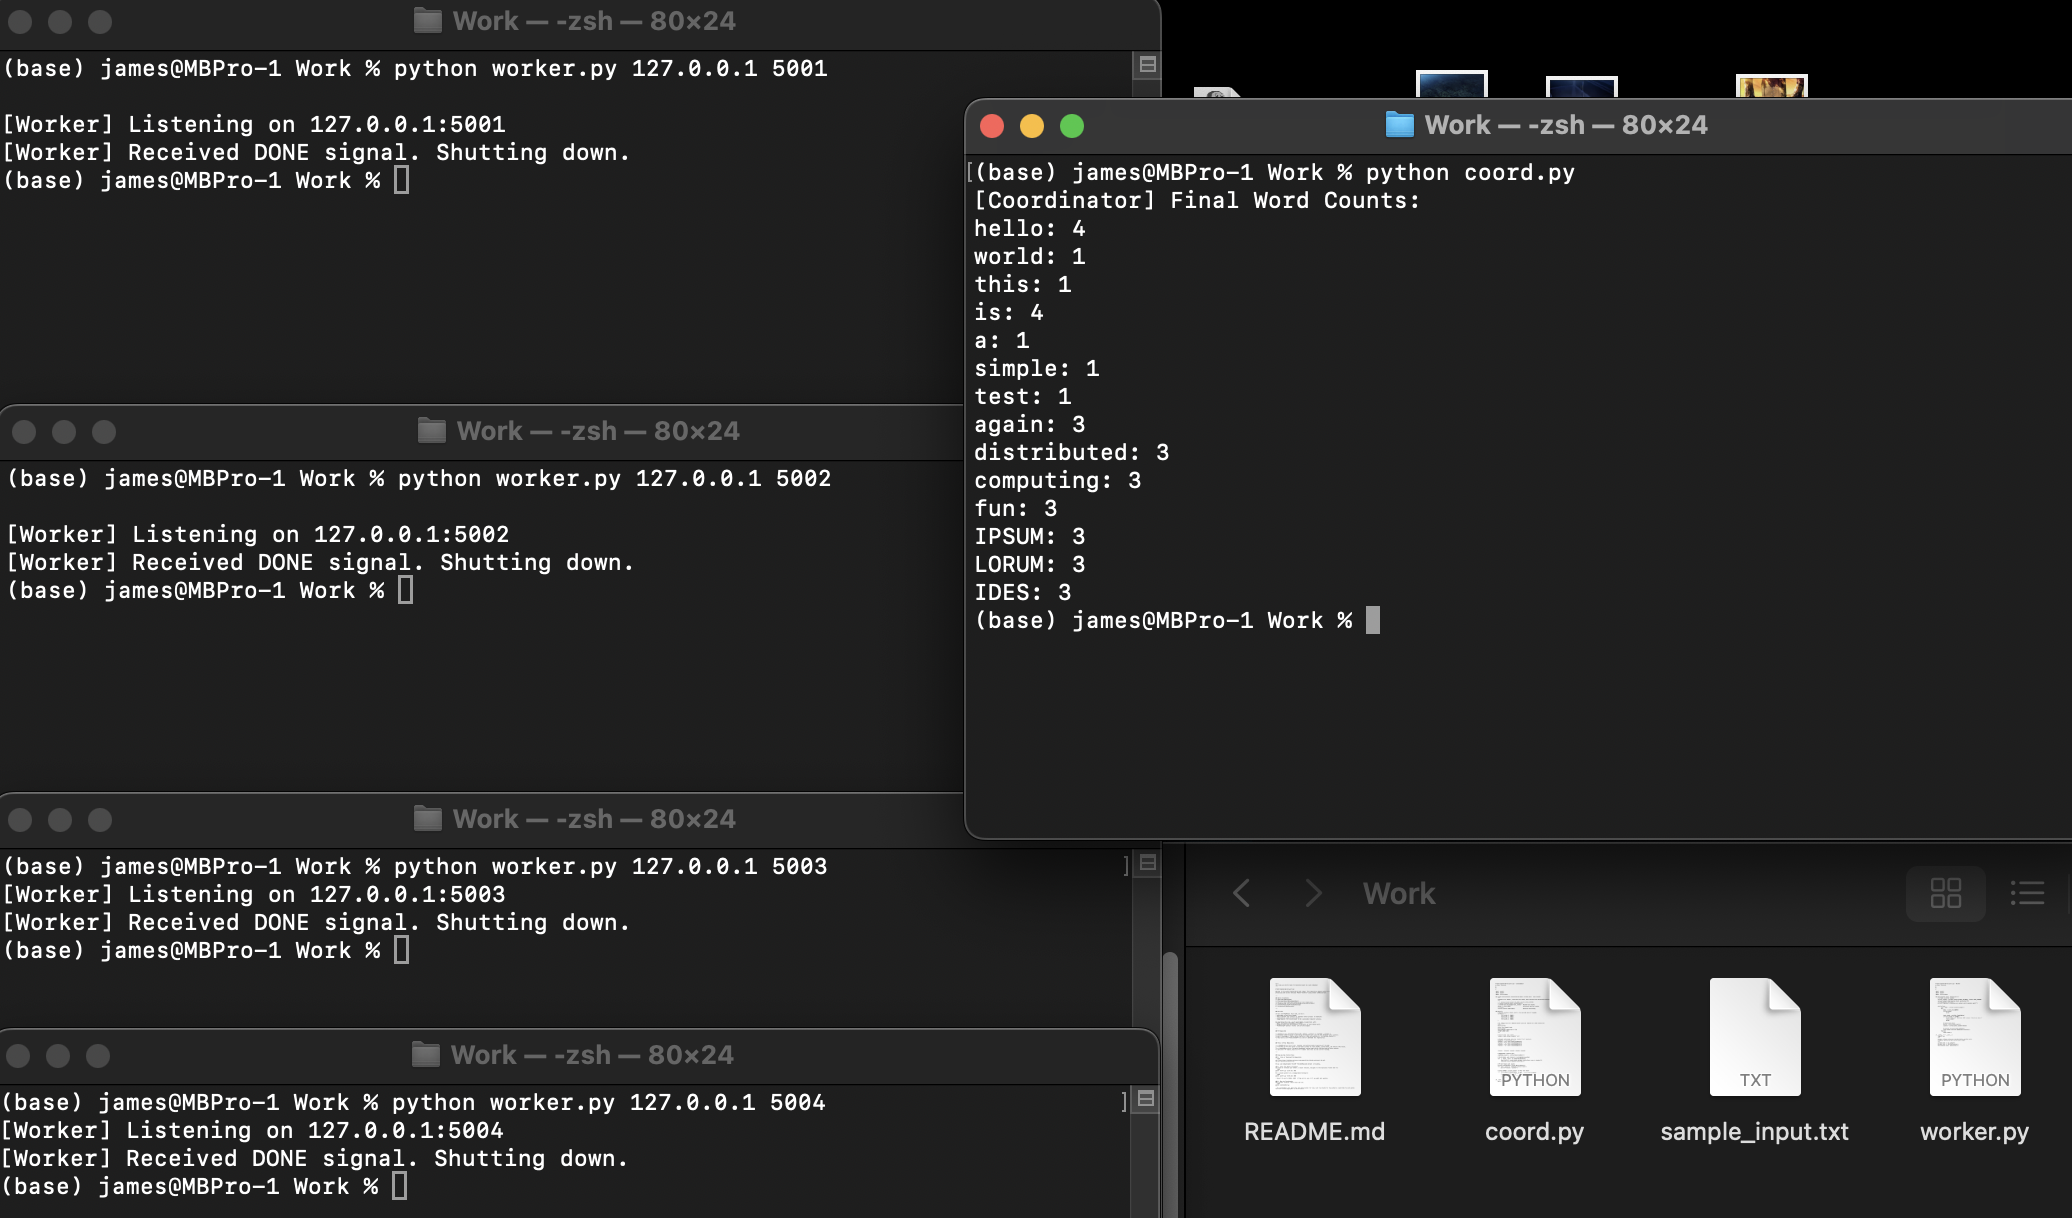 Work — -zsh — 80×24
(base) james@MBPro-1 Work % python worker.py 127.0.0.1 5001
[Worker] Listening on 127.0.0.1:5001
[Worker] Received DONE signal. Shutting down.
(base) james@MBPro-1 Work %
Work — -zsh — 80×24
(base) james@MBPro-1 Work % python worker.py 127.0.0.1 5002
[Worker] Listening on 127.0.0.1:5002
[Worker] Received DONE signal. Shutting down.
(base) james@MBPro-1 Work %
Work — -zsh — 80×24
(base) james@MBPro-1 Work % python worker.py 127.0.0.1 5003
[Worker] Listening on 127.0.0.1:5003
[Worker] Received DONE signal. Shutting down.
(base) james@MBPro-1 Work %
Work — -zsh — 80×24
(base) james@MBPro-1 Work % python worker.py 127.0.0.1 5004
[Worker] Listening on 127.0.0.1:5004
[Worker] Received DONE signal. Shutting down.
(base) james@MBPro-1 Work %
Work — -zsh — 80×24
[(base) james@MBPro-1 Work % python coord.py
[Coordinator] Final Word Counts:
hello: 4
world: 1
this: 1
is: 4
a: 1
simple: 1
test: 1
again: 3
distributed: 3
computing: 3
fun: 3
IPSUM: 3
LORUM: 3
IDES: 3
(base) james@MBPro-1 Work %
Work
PYTHON
TXT
PYTHON
README.md
coord.py
sample_input.txt
worker.py